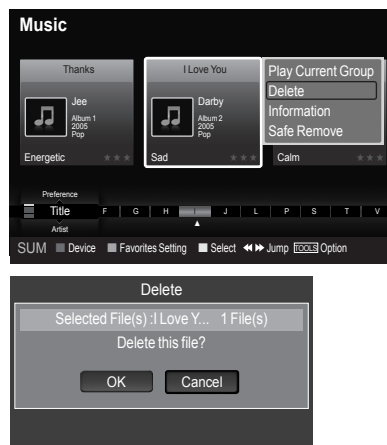 Music
Thanks
Jee
Album 1
2005
Pop
Energetic
I Love You
Darby
Album 2
2005
Pop
Sad
Calm
Play Current Group
Delete
Information
Safe Remove
Preference
Title F G H I J L P S T V
Artist
SUM Device Favorites Setting Select Jump TOOLS Option
Delete
Selected File(s) :I Love Y... 1 File(s)
Delete this file?
OK Cancel